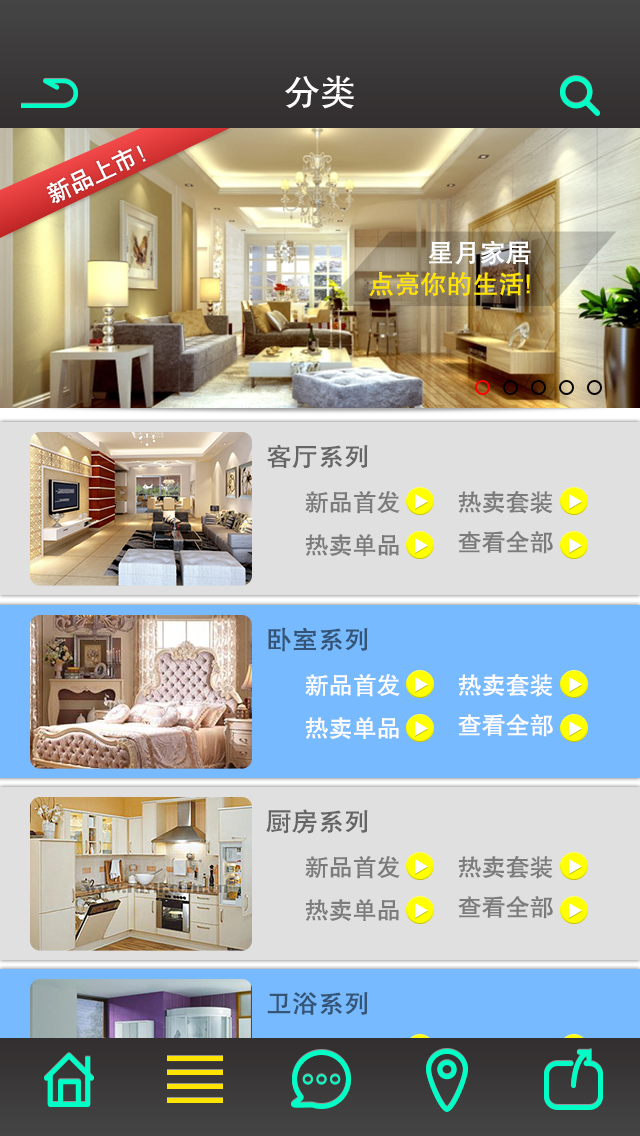 分类
新品上市!
星月家居
点亮你的生活!
客厅系列
新品首发 热卖套装
热卖单品 查看全部
卧室系列
新品首发 热卖套装
热卖单品 查看全部
厨房系列
新品首发 热卖套装
热卖单品 查看全部
卫浴系列